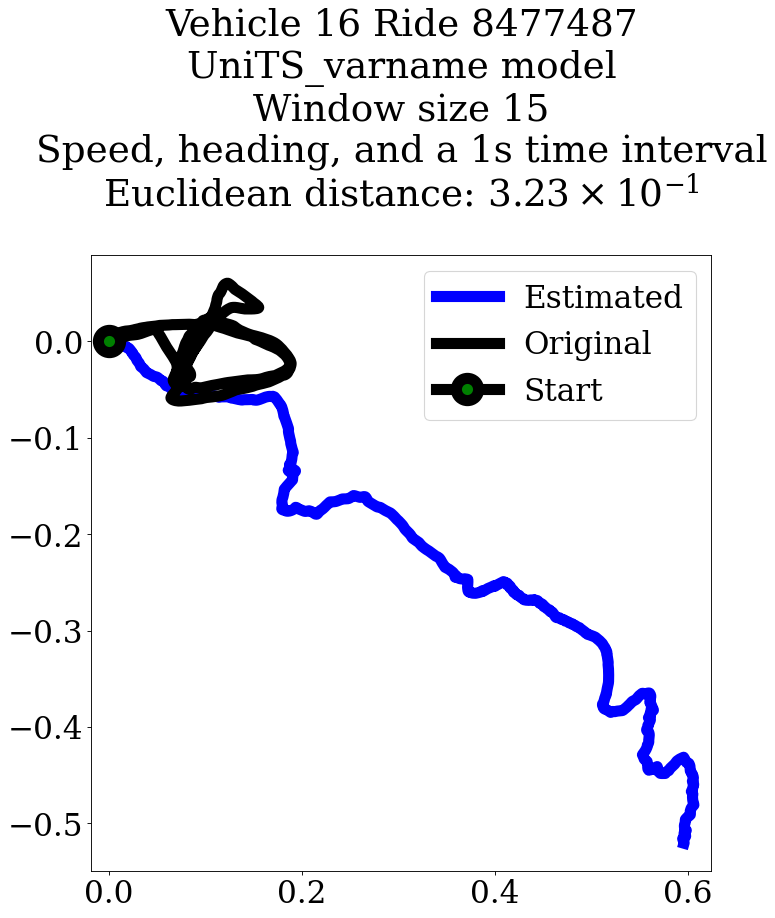 Vehicle 16 Ride 8477487
UniTS_varname model
Window size 15
Speed, heading, and a 1s time interval
Euclidean distance: 3.23 × 10⁻¹
Estimated
Original
Start
0.0
−0.1
−0.2
−0.3
−0.4
−0.5
0.0 0.2 0.4 0.6